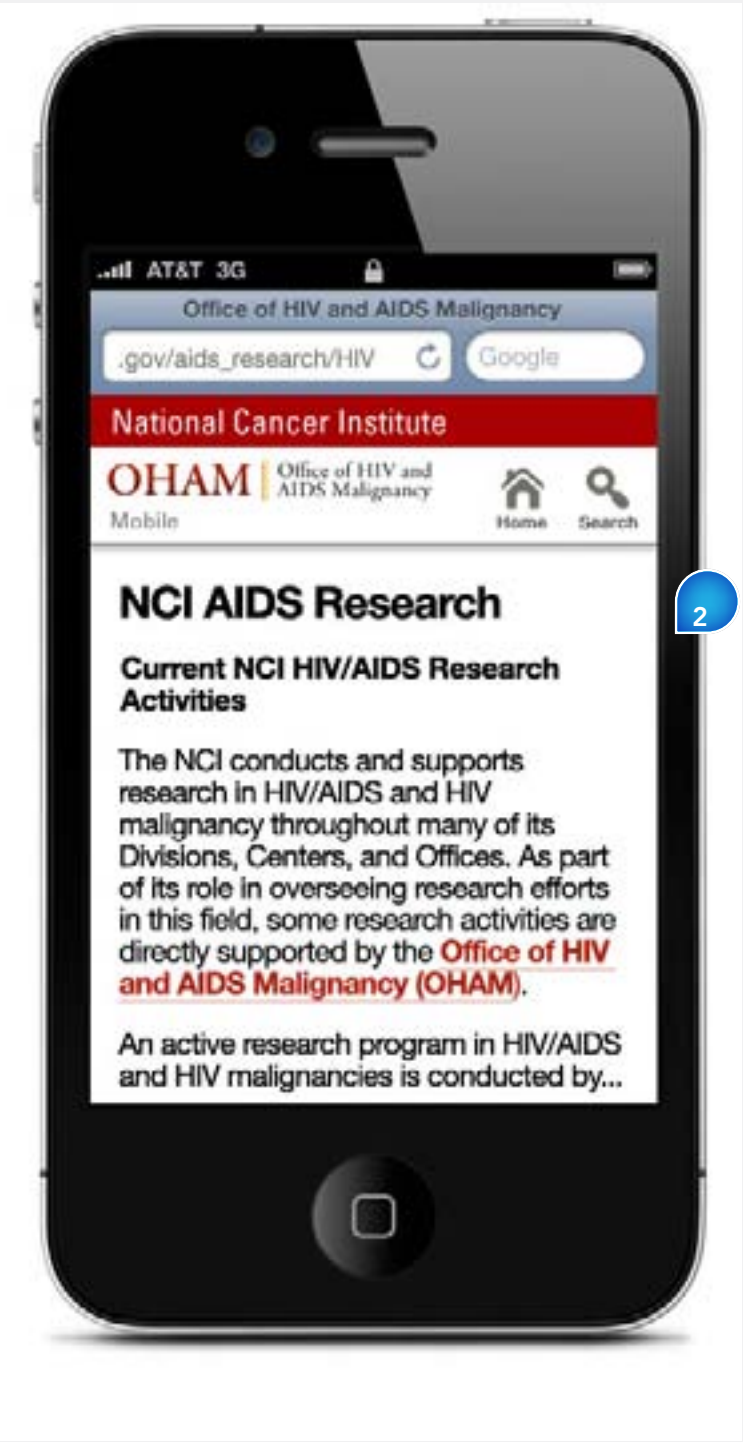 AT&T 3G
Office of HIV and AIDS Malignancy
.gov/aids_research/HIV Google
National Cancer Institute
OHAM Office of HIV and
AIDS Malignancy
Mobile
Home Search
NCI AIDS Research
2
Current NCI HIV/AIDS Research
Activities
The NCI conducts and supports
research in HIV/AIDS and HIV
malignancy throughout many of its
Divisions, Centers, and Offices. As part
of its role in overseeing research efforts
in this field, some research activities are
directly supported by the Office of HIV
and AIDS Malignancy (OHAM).
An active research program in HIV/AIDS
and HIV malignancies is conducted by...